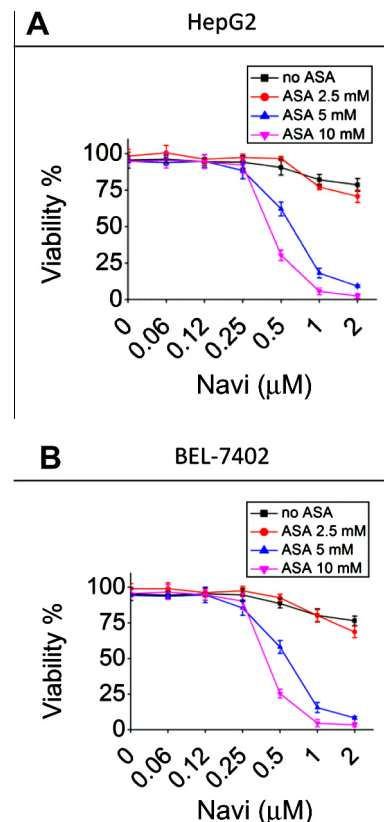 A
HepG2
no ASA
ASA 2.5 mM
ASA 5 mM
ASA 10 mM
Viability %
100
75
50
25
0
0 0.06 0.12 0.25 0.5 1 2
Navi (μM)
B
BEL-7402
no ASA
ASA 2.5 mM
ASA 5 mM
ASA 10 mM
Viability %
100
75
50
25
0
0 0.06 0.12 0.25 0.5 1 2
Navi (μM)